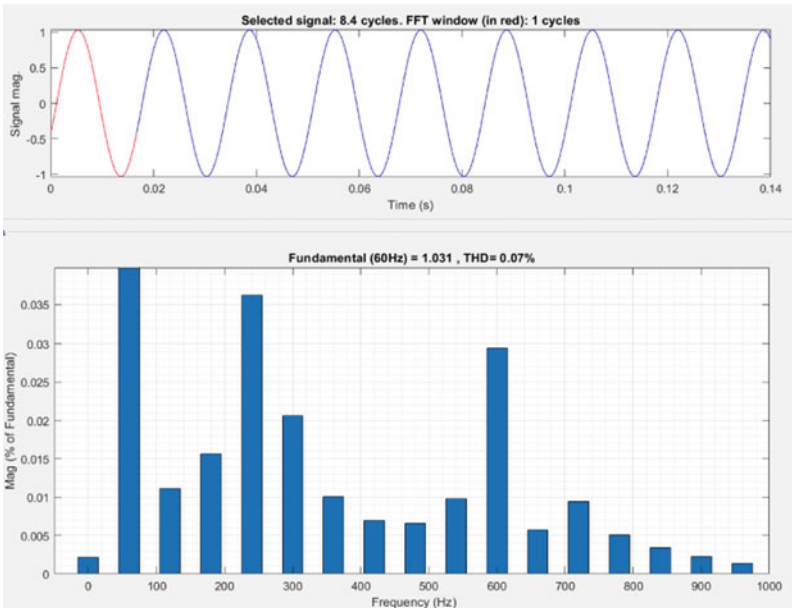 Selected signal: 8.4 cycles. FFT window (in red): 1 cycles
1
0.5
0
-0.5
-1
Signal mag.
0 0.02 0.04 0.06 0.08 0.1 0.12 0.14
Time (s)
Fundamental (60Hz) = 1.031 , THD= 0.07%
0.035
0.03
0.025
0.02
0.015
0.01
0.005
0
Mag (% of Fundamental)
0 100 200 300 400 500 600 700 800 900 1000
Frequency (Hz)